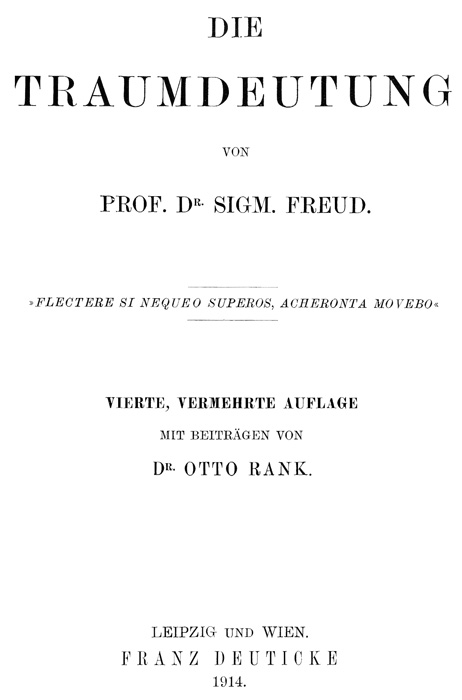 DIE
TRAUMDEUTUNG
VON
PROF. DR. SIGM. FREUD.
»FLECTERE SI NEQUEO SUPEROS, ACHERONTA MOVEBO«
VIERTE, VERMEHRTE AUFLAGE
MIT BEITRÄGEN VON
DR. OTTO RANK.
LEIPZIG UND WIEN.
FRANZ DEUTICKE
1914.